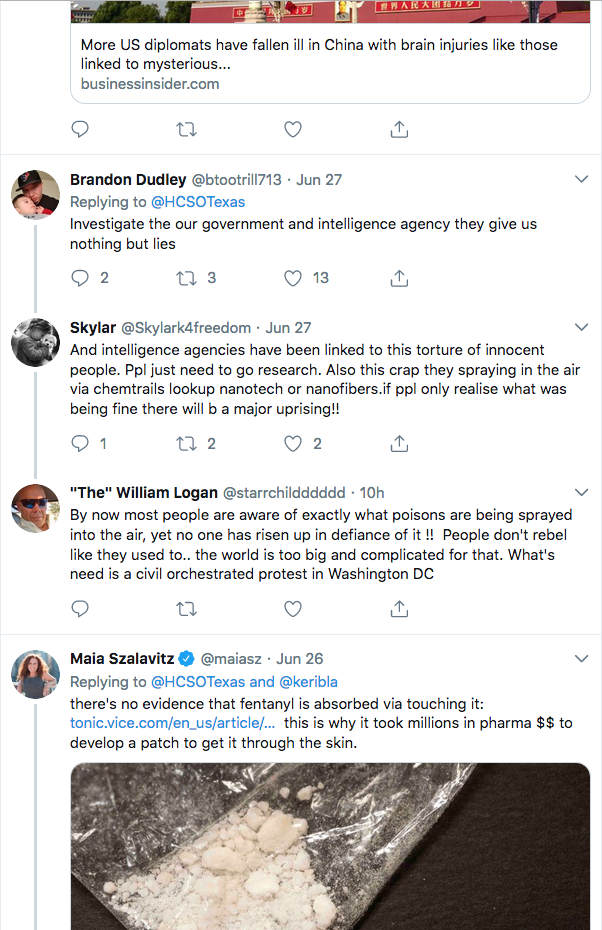 世界人民大团结万岁
More US diplomats have fallen ill in China with brain injuries like those
linked to mysterious...
businessinsider.com
Brandon Dudley @btootrill713 · Jun 27
Replying to @HCSOTexas
Investigate the our government and intelligence agency they give us
nothing but lies
2 3 13
Skylar @Skylark4freedom · Jun 27
And intelligence agencies have been linked to this torture of innocent
people. Ppl just need to go research. Also this crap they spraying in the air
via chemtrails lookup nanotech or nanofibers.if ppl only realise what was
being fine there will b a major uprising!!
1 2 2
"The" William Logan @starrchildddddd · 10h
By now most people are aware of exactly what poisons are being sprayed
into the air, yet no one has risen up in defiance of it !! People don't rebel
like they used to.. the world is too big and complicated for that. What's
need is a civil orchestrated protest in Washington DC
Maia Szalavitz @maiasz · Jun 26
Replying to @HCSOTexas and @keribla
there's no evidence that fentanyl is absorbed via touching it:
tonic.vice.com/en_us/article/... this is why it took millions in pharma $$ to
develop a patch to get it through the skin.